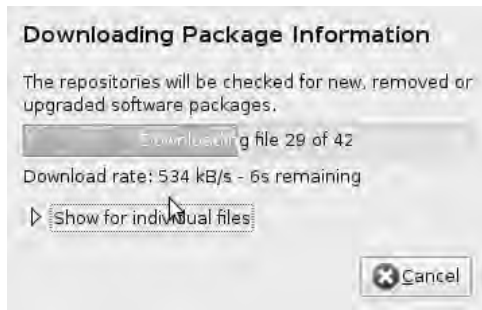 Downloading Package Information
The repositories will be checked for new, removed or
upgraded software packages.
Downloading file 29 of 42
Download rate: 534 kB/s - 6s remaining
Show for individual files
Cancel